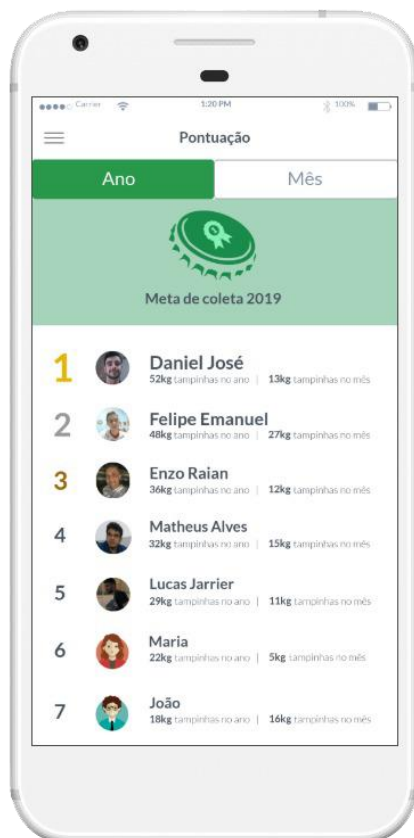 Carrier 1:20 PM 100%
Pontuação
Ano Mês
Meta de coleta 2019
1 Daniel José
52kg tampinhas no ano | 13kg tampinhas no mês
2 Felipe Emanuel
48kg tampinhas no ano | 27kg tampinhas no mês
3 Enzo Raian
36kg tampinhas no ano | 12kg tampinhas no mês
4 Matheus Alves
32kg tampinhas no ano | 15kg tampinhas no mês
5 Lucas Jarrier
29kg tampinhas no ano | 11kg tampinhas no mês
6 Maria
22kg tampinhas no ano | 5kg tampinhas no mês
7 João
18kg tampinhas no ano | 16kg tampinhas no mês